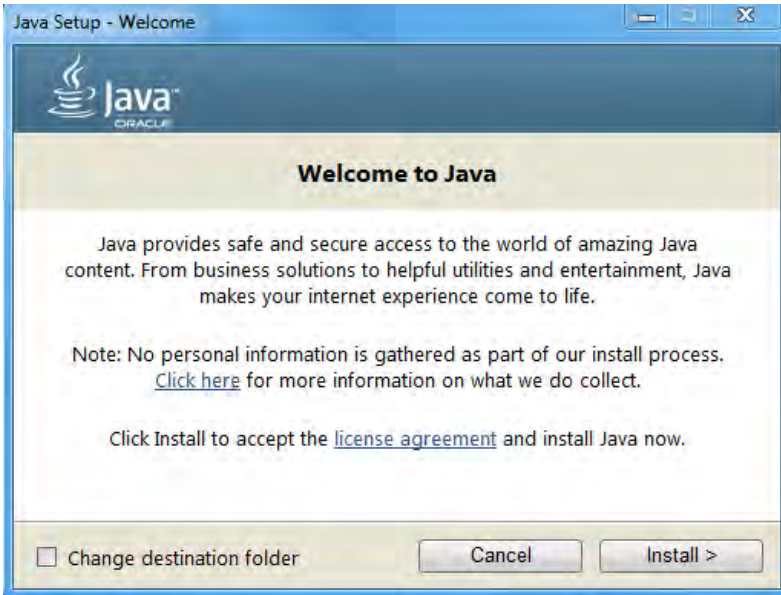 Java Setup - Welcome
Java™
ORACLE
Welcome to Java
Java provides safe and secure access to the world of amazing Java
content. From business solutions to helpful utilities and entertainment, Java
makes your internet experience come to life.
Note: No personal information is gathered as part of our install process.
Click here for more information on what we do collect.
Click Install to accept the license agreement and install Java now.
Change destination folder
Cancel
Install >